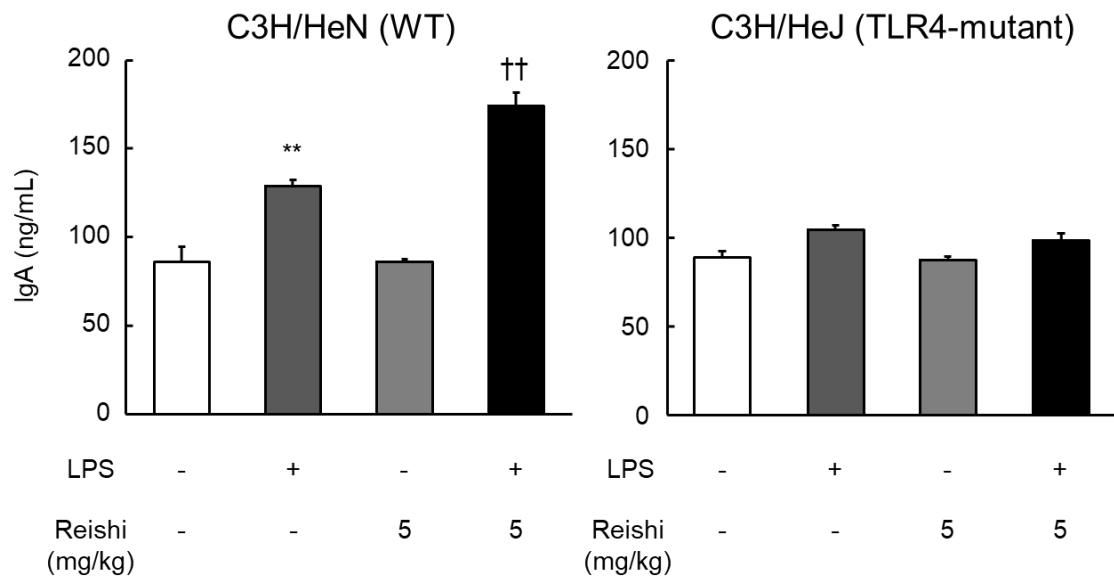 C3H/HeN (WT)
C3H/HeJ (TLR4-mutant)
IgA (ng/mL)
200
150
100
50
0
**
††
200
150
100
50
0
LPS - + - + LPS - + - +
Reishi - - 5 5 Reishi - - 5 5
(mg/kg) (mg/kg)